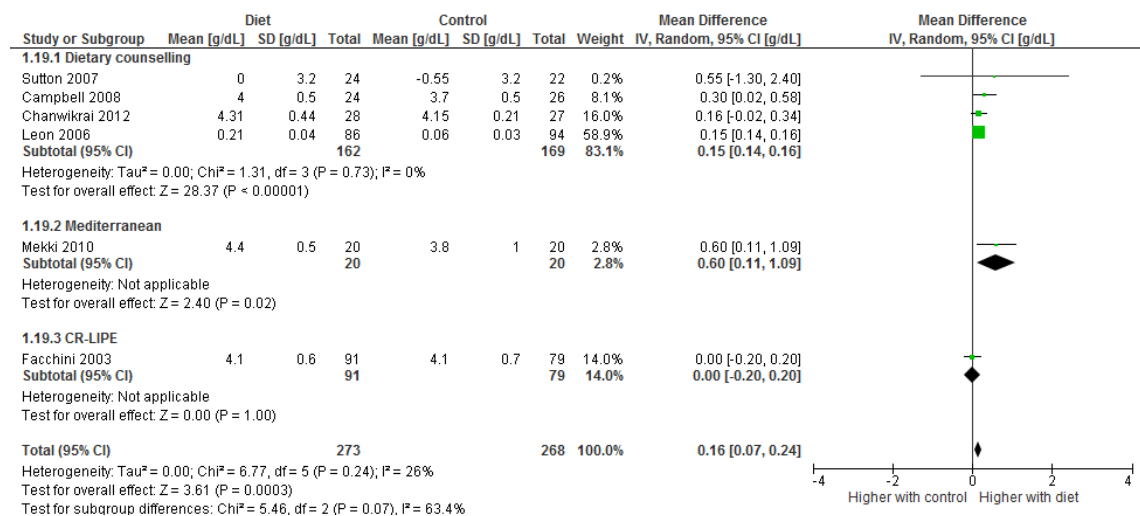 Diet Control Mean Difference Mean Difference
Study or Subgroup Mean [g/dL] SD [g/dL] Total Mean [g/dL] SD [g/dL] Total Weight IV, Random, 95% CI [g/dL] IV, Random, 95% CI [g/dL]
1.19.1 Dietary counselling
Sutton 2007 0 3.2 24 -0.55 3.2 22 0.2% 0.55 [-1.30, 2.40]
Campbell 2008 4 0.5 24 3.7 0.5 26 8.1% 0.30 [0.02, 0.58]
Chanwikrai 2012 4.31 0.44 28 4.15 0.21 27 16.0% 0.16 [-0.02, 0.34]
Leon 2006 0.21 0.04 86 0.06 0.03 94 58.9% 0.15 [0.14, 0.16]
Subtotal (95% CI) 162 169 83.1% 0.15 [0.14, 0.16]
Heterogeneity: Tau² = 0.00; Chi² = 1.31, df = 3 (P = 0.73); I² = 0%
Test for overall effect: Z = 28.37 (P < 0.00001)
1.19.2 Mediterranean
Mekki 2010 4.4 0.5 20 3.8 1 20 2.8% 0.60 [0.11, 1.09]
Subtotal (95% CI) 20 20 2.8% 0.60 [0.11, 1.09]
Heterogeneity: Not applicable
Test for overall effect: Z = 2.40 (P = 0.02)
1.19.3 CR-LIPE
Facchini 2003 4.1 0.6 91 4.1 0.7 79 14.0% 0.00 [-0.20, 0.20]
Subtotal (95% CI) 91 79 14.0% 0.00 [-0.20, 0.20]
Heterogeneity: Not applicable
Test for overall effect: Z = 0.00 (P = 1.00)
Total (95% CI) 273 268 100.0% 0.16 [0.07, 0.24]
Heterogeneity: Tau² = 0.00; Chi² = 6.77, df = 5 (P = 0.24); I² = 26%
Test for overall effect: Z = 3.61 (P = 0.0003)
Test for subgroup differences: Chi² = 5.46, df = 2 (P = 0.07), I² = 63.4%
-4 -2 0 2 4
Higher with control Higher with diet